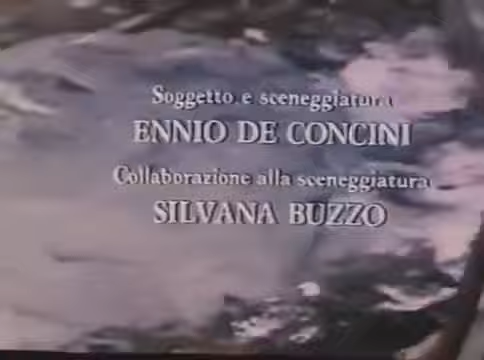 Soggetto e sceneggiatura
ENNIO DE CONCINI
Collaborazione alla sceneggiatura
SILVANA BUZZO